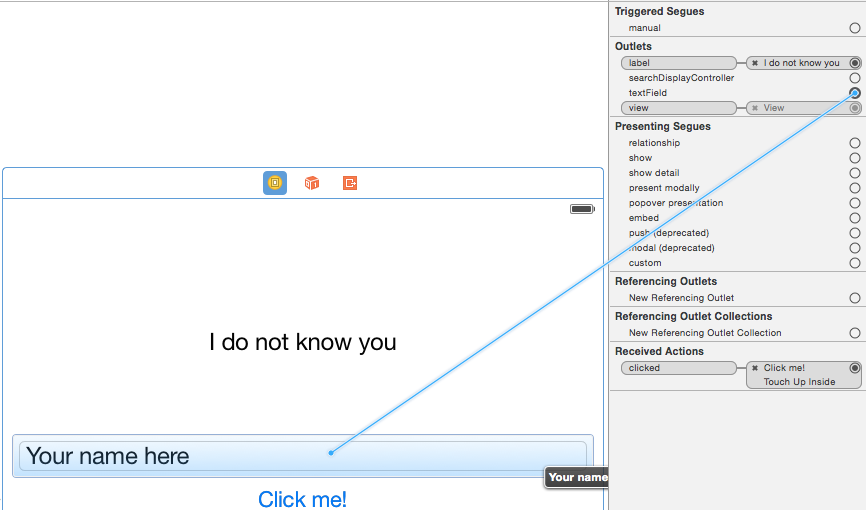 Triggered Segues
manual
Outlets
label
✖ I do not know you
searchDisplayController
textField
view
✖ View
Presenting Segues
relationship
show
show detail
present modally
popover presentation
embed
push (deprecated)
modal (deprecated)
custom
Referencing Outlets
New Referencing Outlet
Referencing Outlet Collections
New Referencing Outlet Collection
Received Actions
clicked
✖ Click me!
Touch Up Inside
I do not know you
Your name here
Your name
Click me!